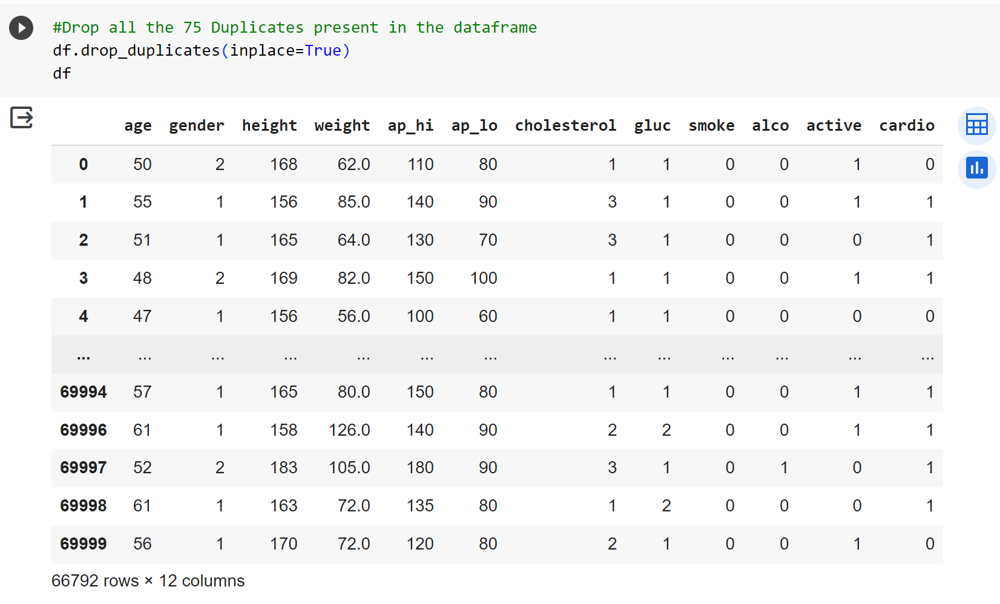 #Drop all the 75 Duplicates present in the dataframe
df.drop_duplicates(inplace=True)
df
age gender height weight ap_hi ap_lo cholesterol gluc smoke alco active cardio
0 50 2 168 62.0 110 80 1 1 0 0 1 0
1 55 1 156 85.0 140 90 3 1 0 0 1 1
2 51 1 165 64.0 130 70 3 1 0 0 0 1
3 48 2 169 82.0 150 100 1 1 0 0 1 1
4 47 1 156 56.0 100 60 1 1 0 0 0 0
... ... ... ... ... ... ... ... ... ... ... ... ...
69994 57 1 165 80.0 150 80 1 1 0 0 1 1
69996 61 1 158 126.0 140 90 2 2 0 0 1 1
69997 52 2 183 105.0 180 90 3 1 0 1 0 1
69998 61 1 163 72.0 135 80 1 2 0 0 0 1
69999 56 1 170 72.0 120 80 2 1 0 0 1 0
66792 rows × 12 columns